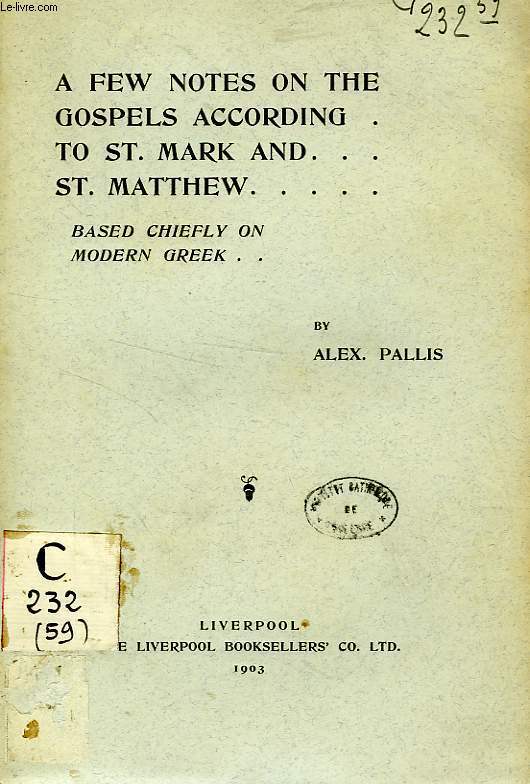 Le-livre.com
232 59
A FEW NOTES ON THE
GOSPELS ACCORDING .
TO ST. MARK AND. . .
ST. MATTHEW. . . . .
BASED CHIEFLY ON
MODERN GREEK . .
BY
ALEX. PALLIS
DE
C
232
(59)
LIVERPOOL
E LIVERPOOL BOOKSELLERS' CO. LTD.
1903